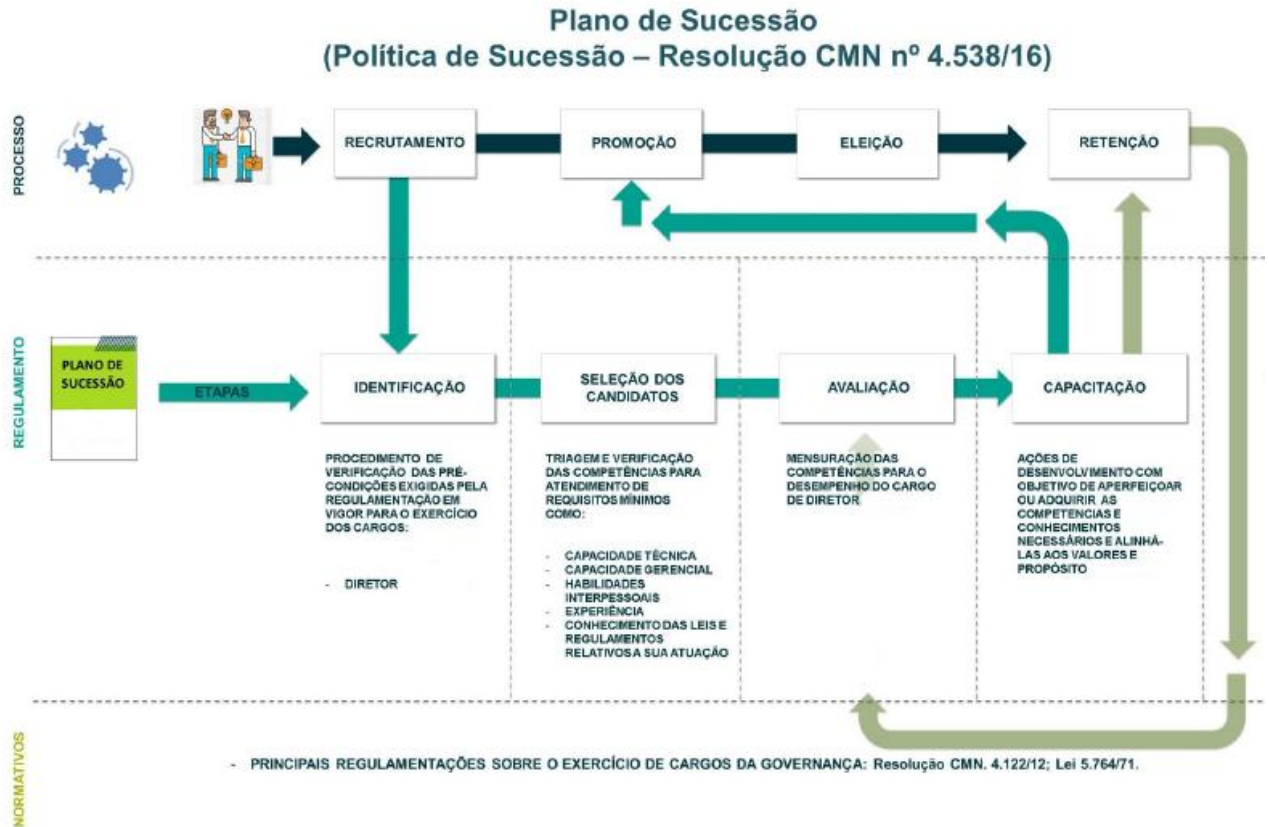 Plano de Sucessão
(Política de Sucessão – Resolução CMN nº 4.538/16)
PROCESSO
RECRUTAMENTO
PROMOÇÃO
ELEIÇÃO
RETENÇÃO
REGULAMENTO
PLANO DE
SUCESSÃO
ETAPAS
IDENTIFICAÇÃO
SELEÇÃO DOS
CANDIDATOS
AVALIAÇÃO
CAPACITAÇÃO
PROCEDIMENTO DE
VERIFICAÇÃO DAS PRÉ-
CONDIÇÕES EXIGIDAS PELA
REGULAMENTAÇÃO EM
VIGOR PARA O EXERCÍCIO
DOS CARGOS:
- DIRETOR
TRIAGEM E VERIFICAÇÃO
DAS COMPETÊNCIAS PARA
ATENDIMENTO DE
REQUISITOS MÍNIMOS
COMO:
- CAPACIDADE TÉCNICA
- CAPACIDADE GERENCIAL
- HABILIDADES
INTERPESSOAIS
- EXPERIÊNCIA
- CONHECIMENTO DAS LEIS E
REGULAMENTOS
RELATIVOS A SUA ATUAÇÃO
MENSURAÇÃO DAS
COMPETÊNCIAS PARA O
DESEMPENHO DO CARGO
DE DIRETOR
AÇÕES DE
DESENVOLVIMENTO COM
OBJETIVO DE APERFEIÇOAR
OU ADQUIRIR AS
COMPETENCIAS E
CONHECIMENTOS
NECESSÁRIOS E ALINHÁ-
LAS AOS VALORES E
PROPÓSITO
NORMATIVOS
- PRINCIPAIS REGULAMENTAÇÕES SOBRE O EXERCÍCIO DE CARGOS DA GOVERNANÇA: Resolução CMN. 4.122/12; Lei 5.764/71.